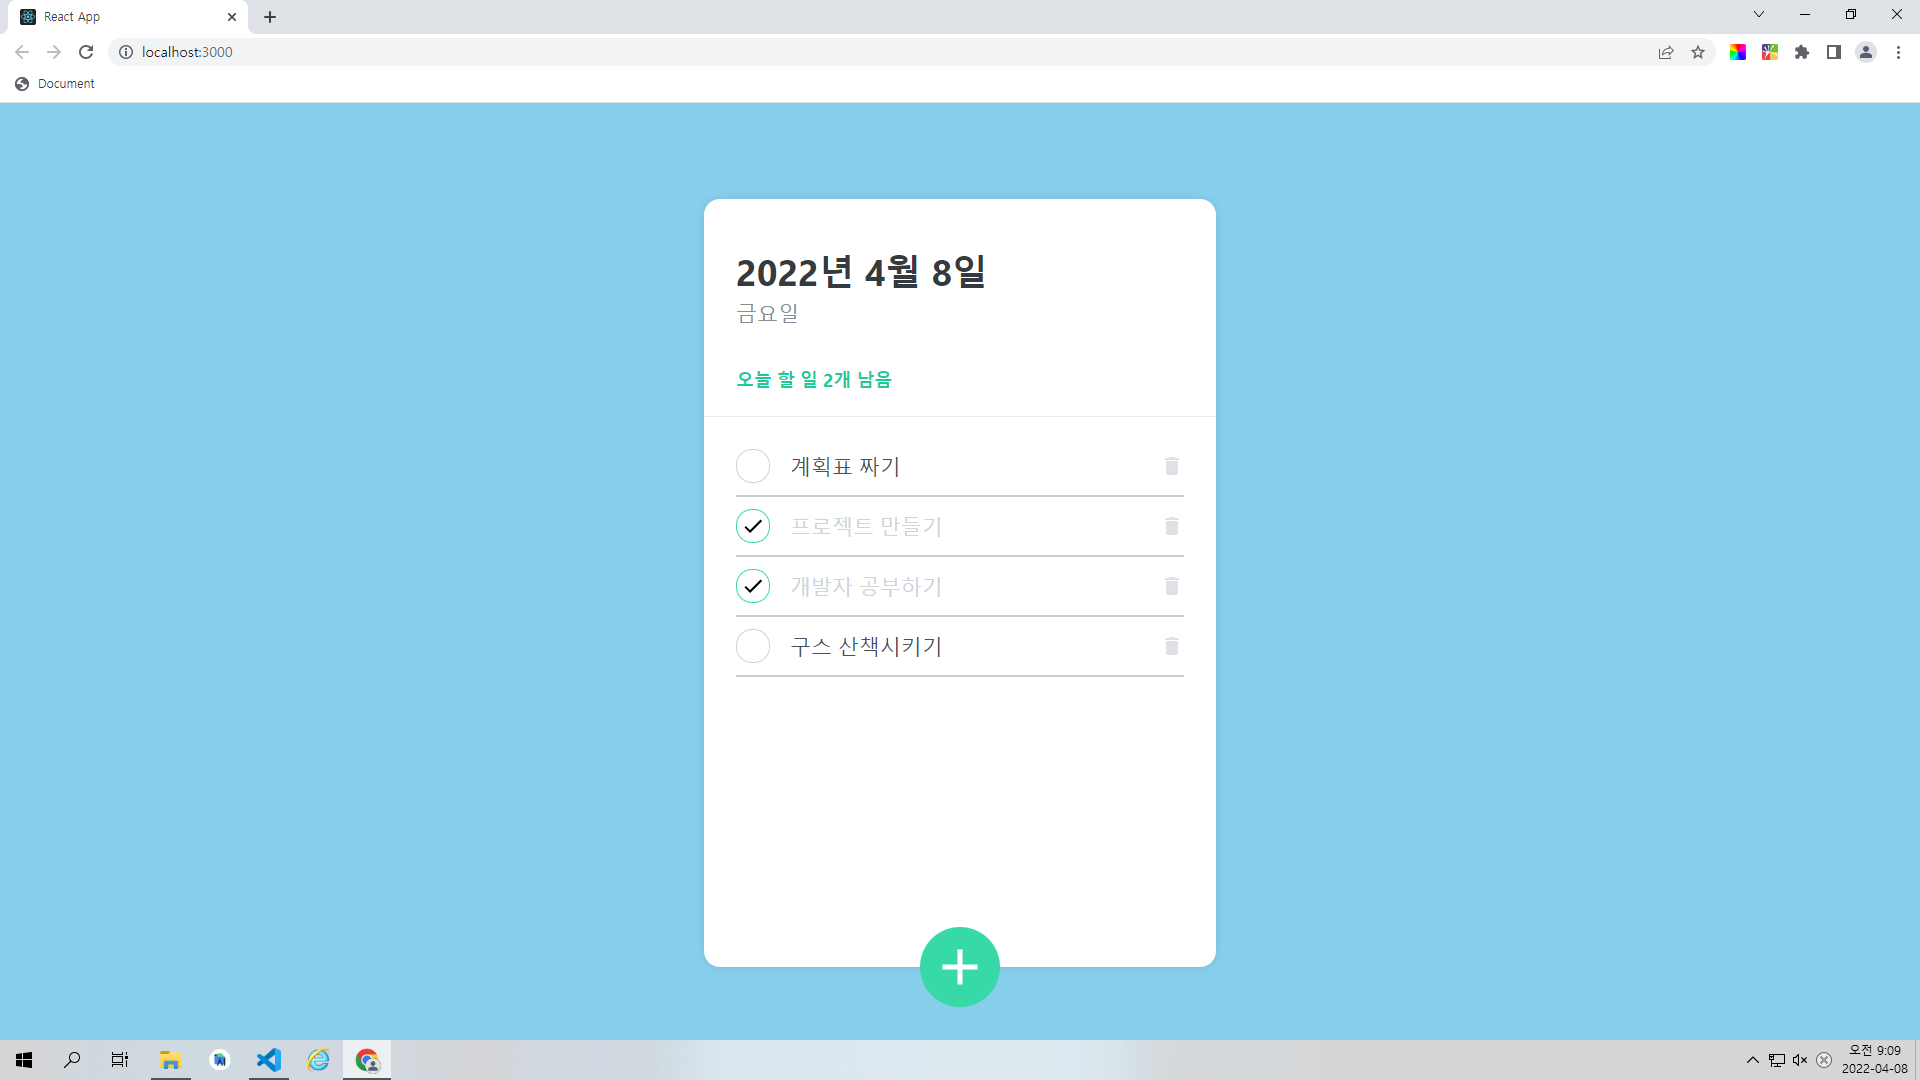 React App
localhost:3000
Document
2022년 4월 8일
금요일
오늘 할 일 2개 남음
계획표 짜기
프로젝트 만들기
개발자 공부하기
구스 산책시키기
AI
오전 9:09
2022-04-08